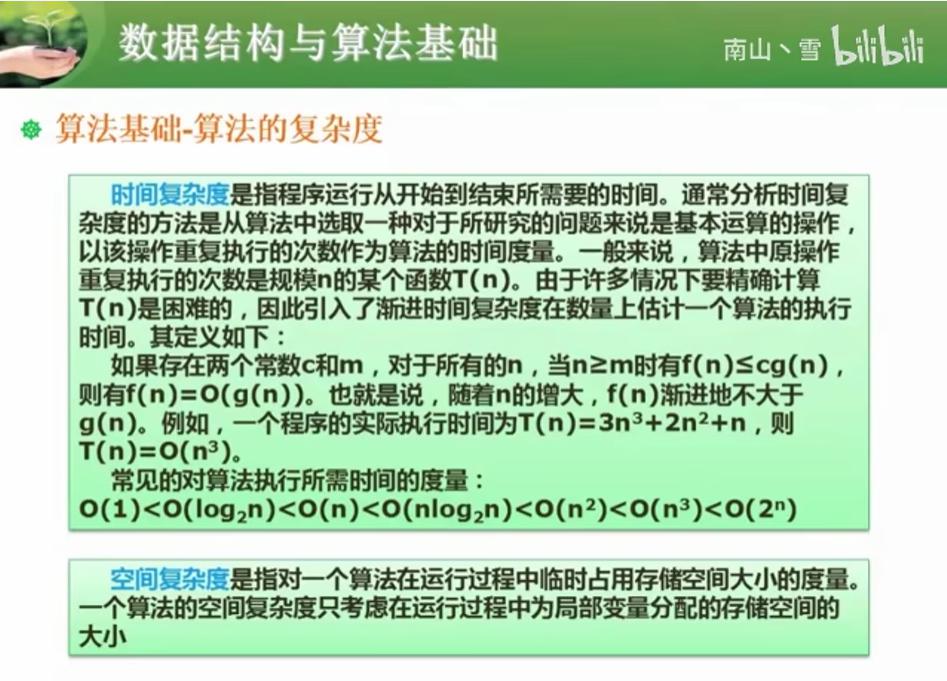 数据结构与算法基础
南山丶雪 bilibili
算法基础-算法的复杂度
时间复杂度是指程序运行从开始到结束所需要的时间。通常分析时间复
杂度的方法是从算法中选取一种对于所研究的问题来说是基本运算的操作，
以该操作重复执行的次数作为算法的时间度量。一般来说，算法中原操作
重复执行的次数是规模n的某个函数T(n)。由于许多情况下要精确计算
T(n)是困难的，因此引入了渐进时间复杂度在数量上估计一个算法的执行
时间。其定义如下：
如果存在两个常数c和m，对于所有的n，当n≥m时有f(n)≤cg(n)，
则有f(n)=O(g(n))。也就是说，随着n的增大，f(n)渐进地不大于
g(n)。例如，一个程序的实际执行时间为T(n)=3n³+2n²+n，则
T(n)=O(n³)。
常见的对算法执行所需时间的度量：
O(1)<O(log₂n)<O(n)<O(nlog₂n)<O(n²)<O(n³)<O(2ⁿ)
空间复杂度是指对一个算法在运行过程中临时占用存储空间大小的度量。
一个算法的空间复杂度只考虑在运行过程中为局部变量分配的存储空间的
大小